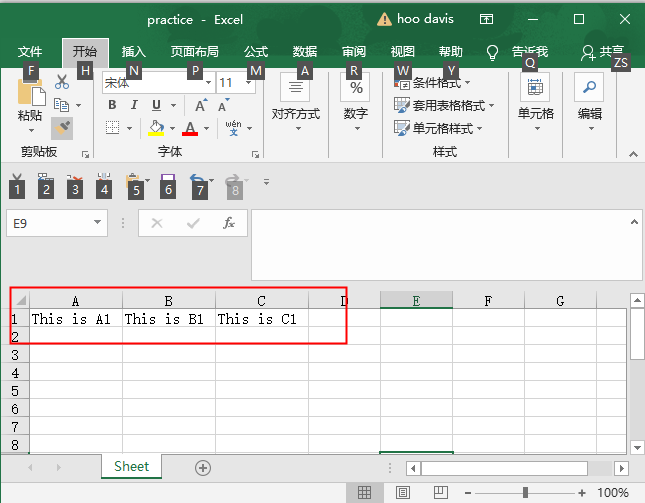 practice - Excel
hoo davis
文件 开始 插入 页面布局 公式 数据 审阅 视图 帮助 告诉我 共享
F H N P M A R W Y Q ZS
宋体 11
粘贴
B I U A A
A wén
对齐方式
%
数字
条件格式
套用表格格式
单元格样式
单元格
编辑
剪贴板 字体 样式
1 2 3 4 5 6 7 8
E9 fx
A B C D E F G
1 This is A1 This is B1 This is C1
2
3
4
5
6
7
8
Sheet
100%